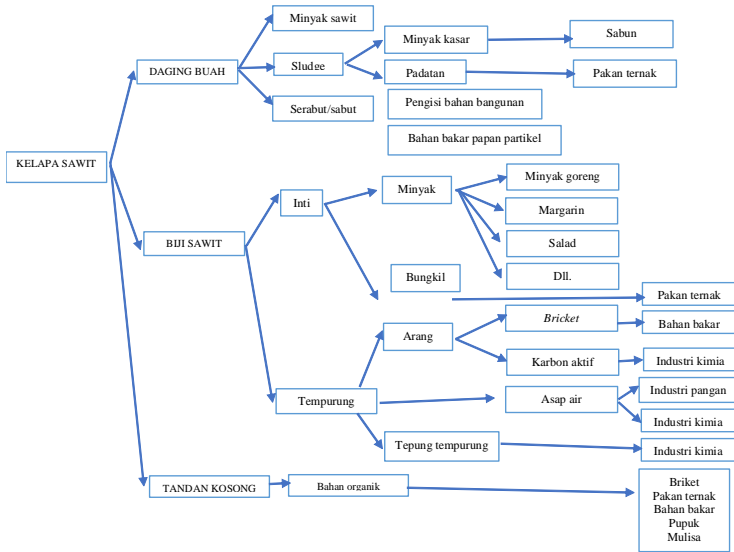 KELAPA SAWIT
DAGING BUAH
Minyak sawit
Sludge
Minyak kasar
Sabun
Padatan
Pakan ternak
Serabut/sabut
Pengisi bahan bangunan
Bahan bakar papan partikel
BIJI SAWIT
Inti
Minyak
Minyak goreng
Margarin
Salad
Dll.
Bungkil
Pakan ternak
Tempurung
Arang
Bricket
Bahan bakar
Karbon aktif
Industri kimia
Asap air
Industri pangan
Industri kimia
Tepung tempurung
Industri kimia
TANDAN KOSONG
Bahan organik
Briket
Pakan ternak
Bahan bakar
Pupuk
Mulisa